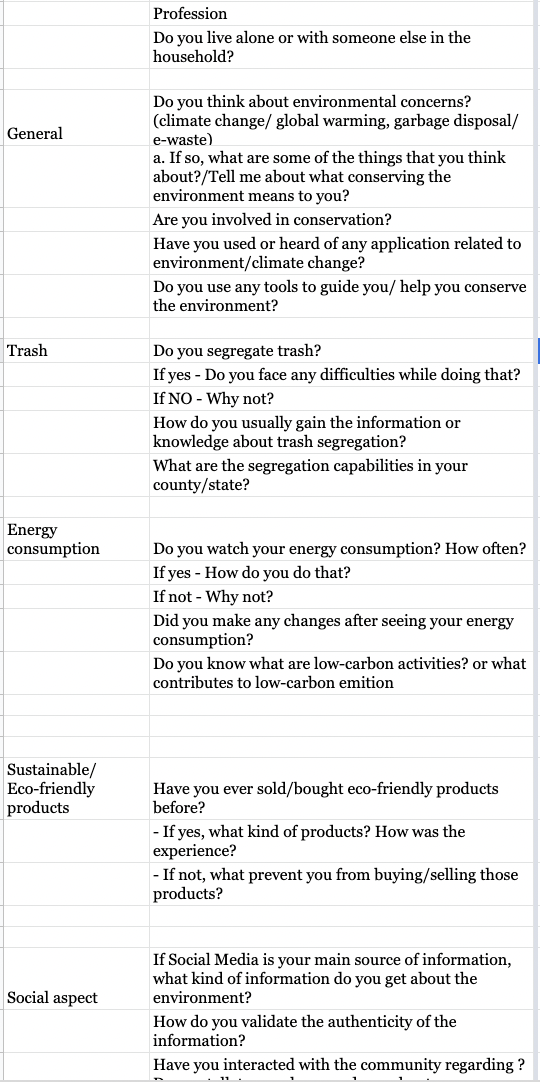 Profession
Do you live alone or with someone else in the
household?
General
Do you think about environmental concerns?
(climate change/ global warming, garbage disposal/
e-waste)
a. If so, what are some of the things that you think
about?/Tell me about what conserving the
environment means to you?
Are you involved in conservation?
Have you used or heard of any application related to
environment/climate change?
Do you use any tools to guide you/ help you conserve
the environment?
Trash
Do you segregate trash?
If yes - Do you face any difficulties while doing that?
If NO - Why not?
How do you usually gain the information or
knowledge about trash segregation?
What are the segregation capabilities in your
county/state?
Energy
consumption
Do you watch your energy consumption? How often?
If yes - How do you do that?
If not - Why not?
Did you make any changes after seeing your energy
consumption?
Do you know what are low-carbon activities? or what
contributes to low-carbon emition
Sustainable/
Eco-friendly
products
Have you ever sold/bought eco-friendly products
before?
- If yes, what kind of products? How was the
experience?
- If not, what prevent you from buying/selling those
products?
Social aspect
If Social Media is your main source of information,
what kind of information do you get about the
environment?
How do you validate the authenticity of the
information?
Have you interacted with the community regarding ?